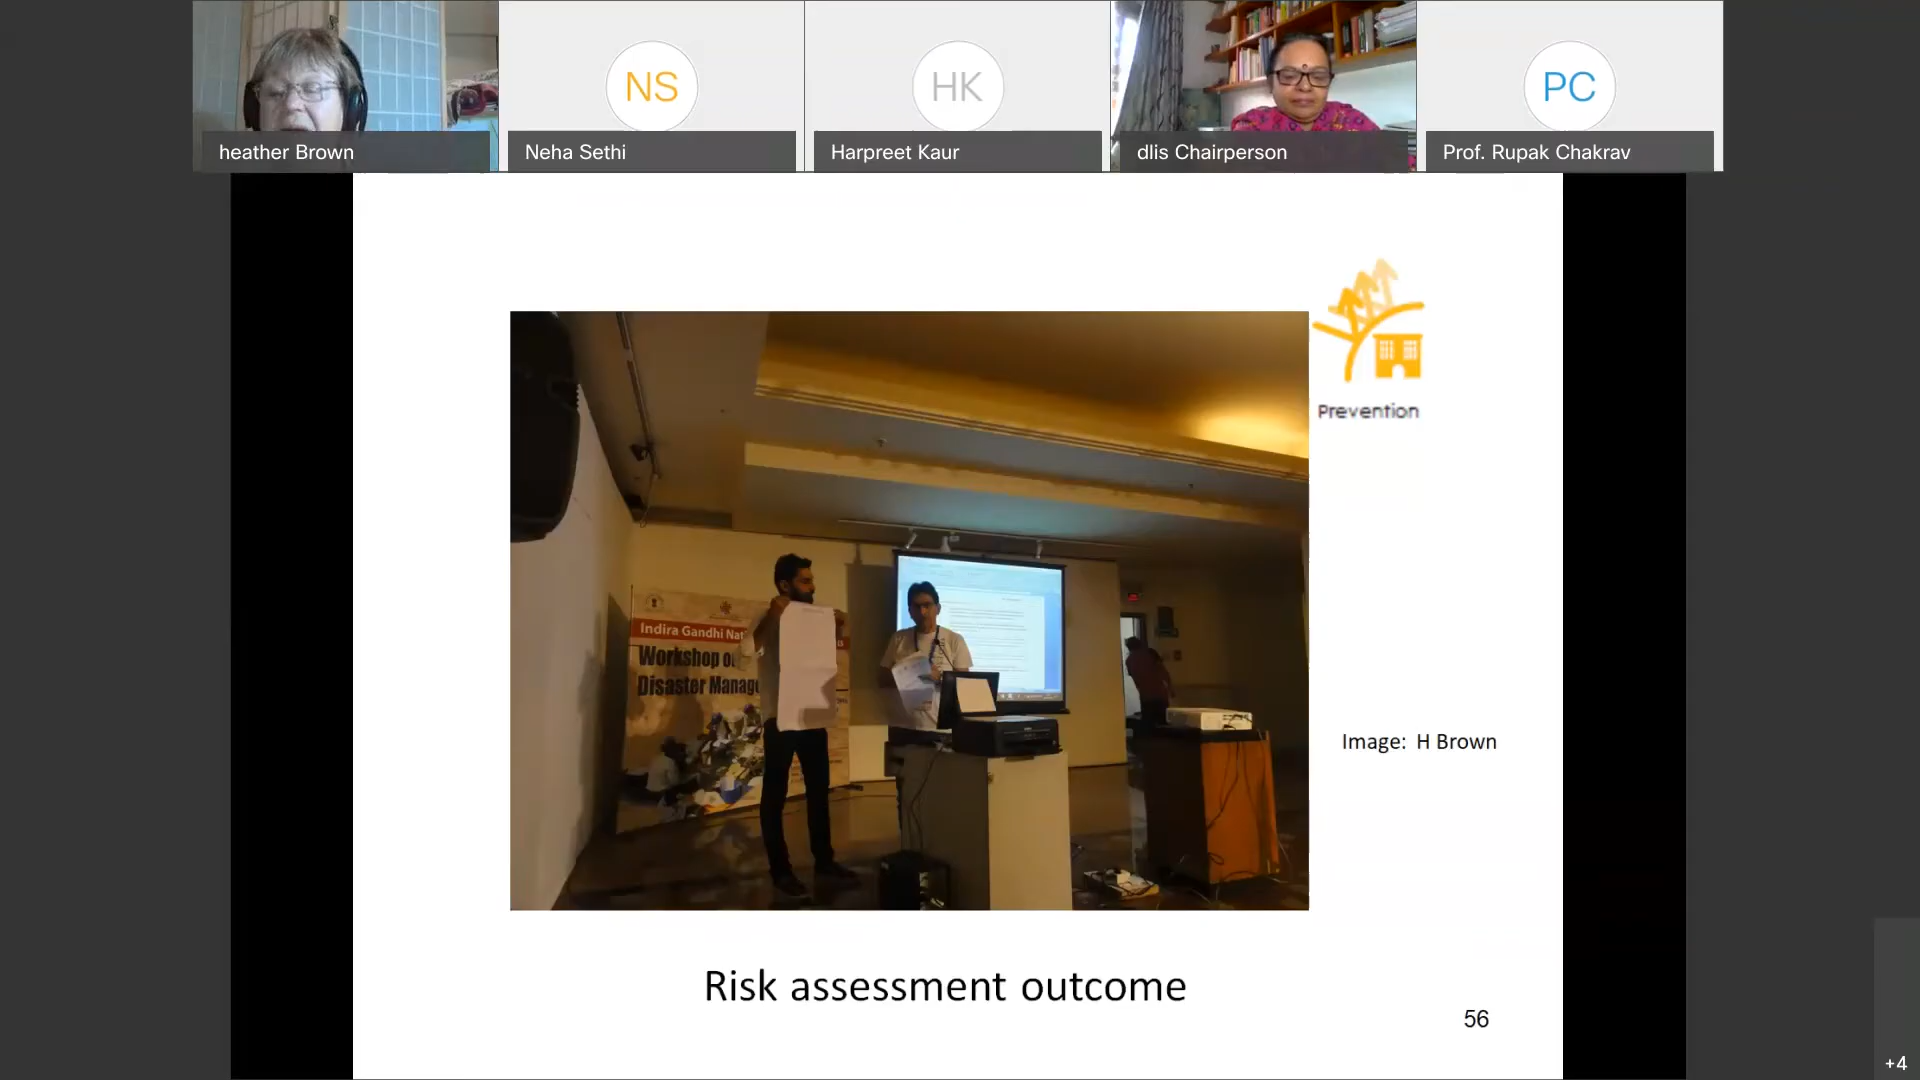 heather Brown
NS
Neha Sethi
HK
Harpreet Kaur
dlis Chairperson
PC
Prof. Rupak Chakrav
Prevention
Indira Gandhi Nat
Workshop o
Disaster Manag
Image: H Brown
Risk assessment outcome
56
+4